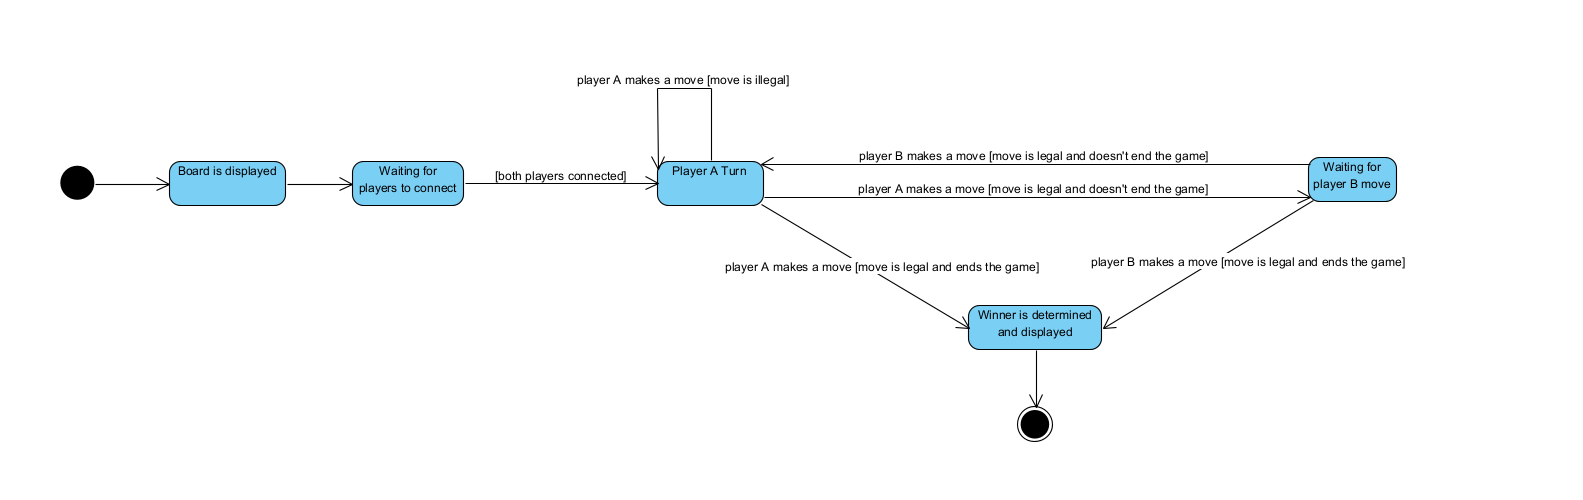 player A makes a move [move is illegal]
Board is displayed
Waiting for
players to connect
[both players connected]
Player A Turn
player B makes a move [move is legal and doesn't end the game]
player A makes a move [move is legal and doesn't end the game]
Waiting for
player B move
player A makes a move [move is legal and ends the game]
player B makes a move [move is legal and ends the game]
Winner is determined
and displayed